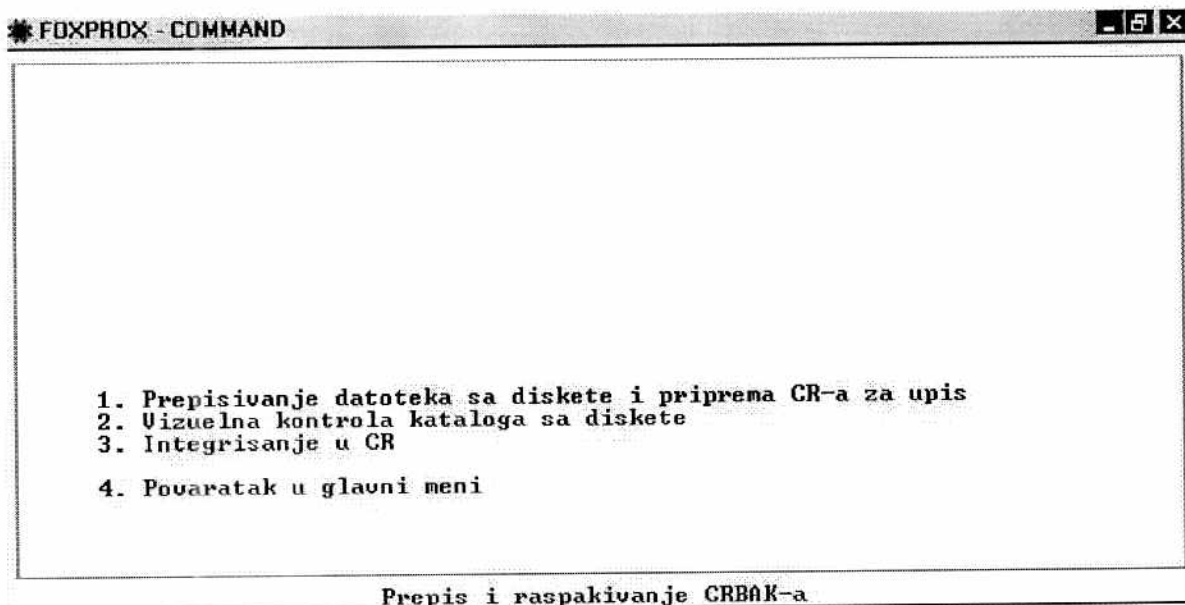 FOXPROX - COMMAND
1. Prepisivanje datoteka sa diskete i priprema CR-a za upis
2. Vizuelna kontrola kataloga sa diskete
3. Integrisanje u CR
4. Povaratak u glavni meni
Prepis i raspakivanje CRBAK-a